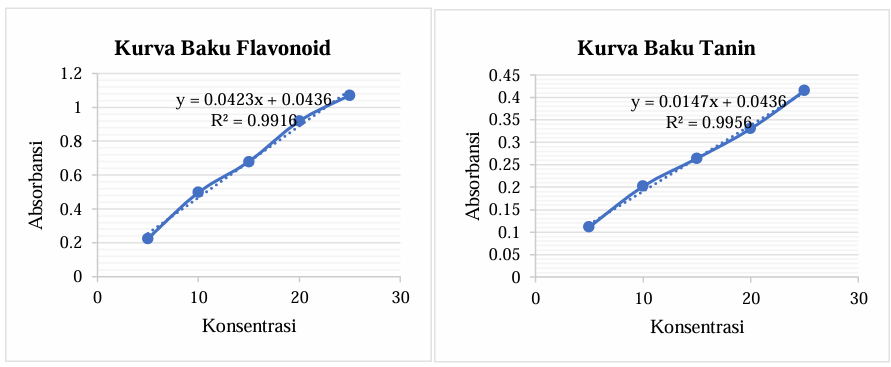 Kurva Baku Flavonoid
y = 0.0423x + 0.0436
R² = 0.9916
1.2
1
0.8
0.6
0.4
0.2
0
0
10
20
30
Absorbansi
Konsentrasi
Kurva Baku Tanin
y = 0.0147x + 0.0436
R² = 0.9956
0.45
0.4
0.35
0.3
0.25
0.2
0.15
0.1
0.05
0
0
10
20
30
Absorbansi
Konsentrasi